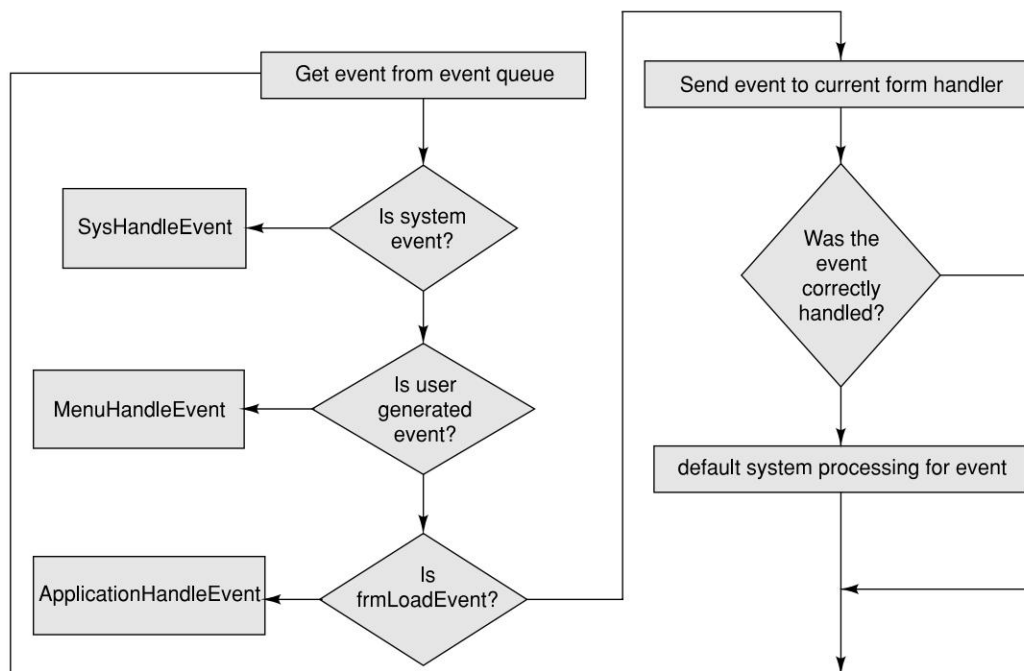 Get event from event queue
Is system
event?
SysHandleEvent
Is user
generated
event?
MenuHandleEvent
Is
frmLoadEvent?
ApplicationHandleEvent
Send event to current form handler
Was the
event
correctly
handled?
default system processing for event